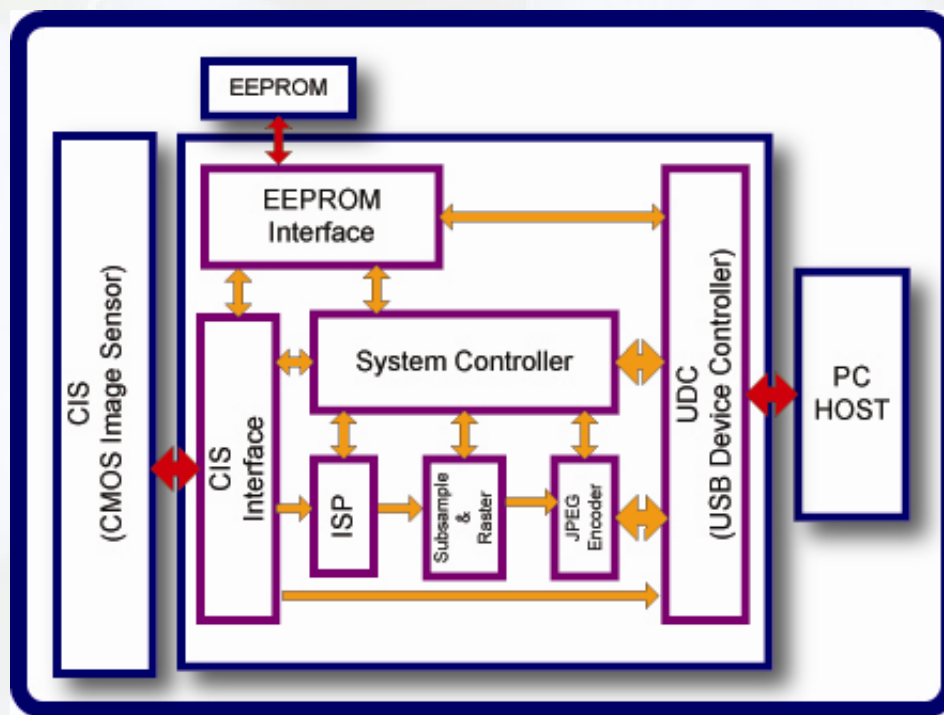 EEPROM
EEPROM
Interface
CIS
(CMOS Image Sensor)
CIS
Interface
System Controller
ISP
Subsample
&
Raster
JPEG
Encoder
UDC
(USB Device Controller)
PC
HOST